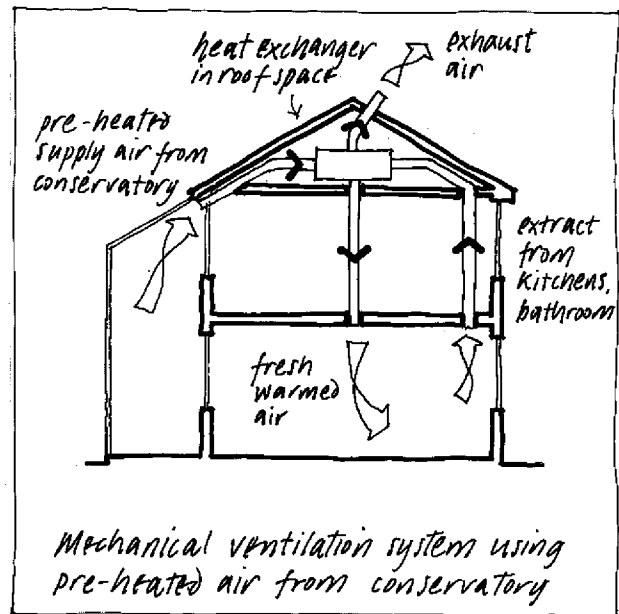 heat exchanger
in roof space
exhaust
air
pre-heated
supply air from
conservatory
extract
from
kitchens,
bathroom
fresh
warmed
air
Mechanical ventilation system using
pre-heated air from conservatory